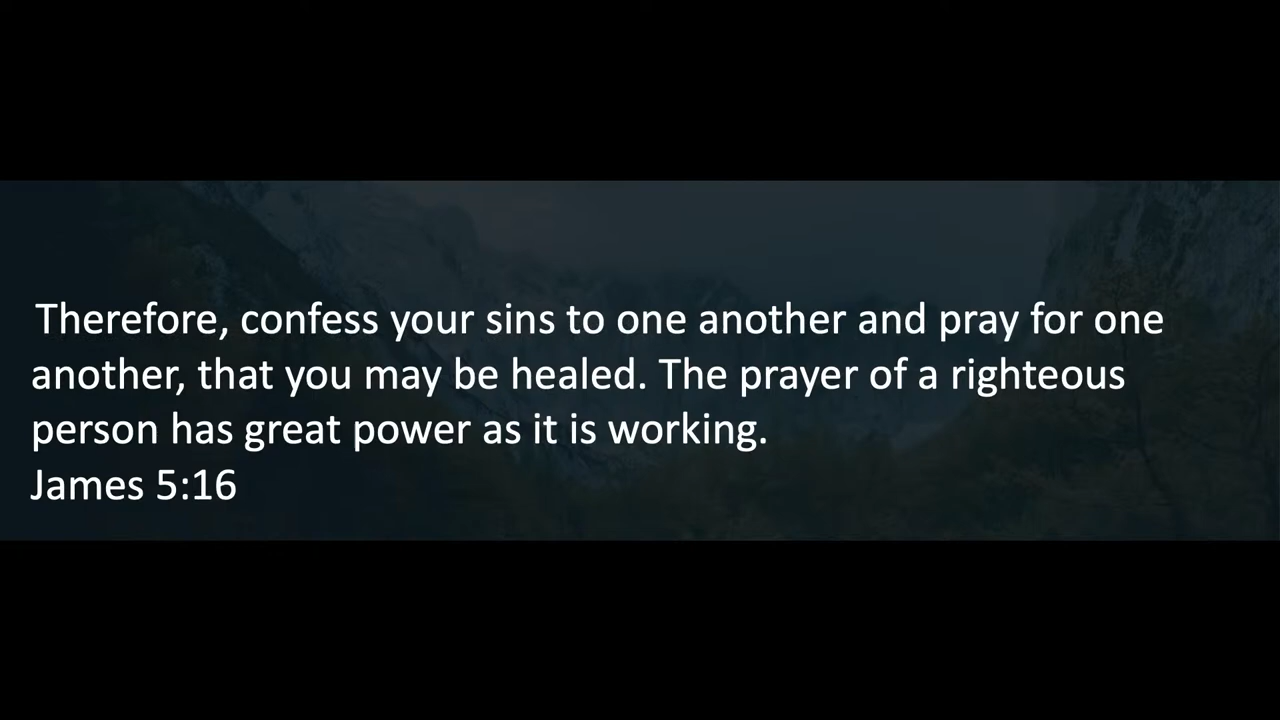 Therefore, confess your sins to one another and pray for one
another, that you may be healed. The prayer of a righteous
person has great power as it is working.
James 5:16